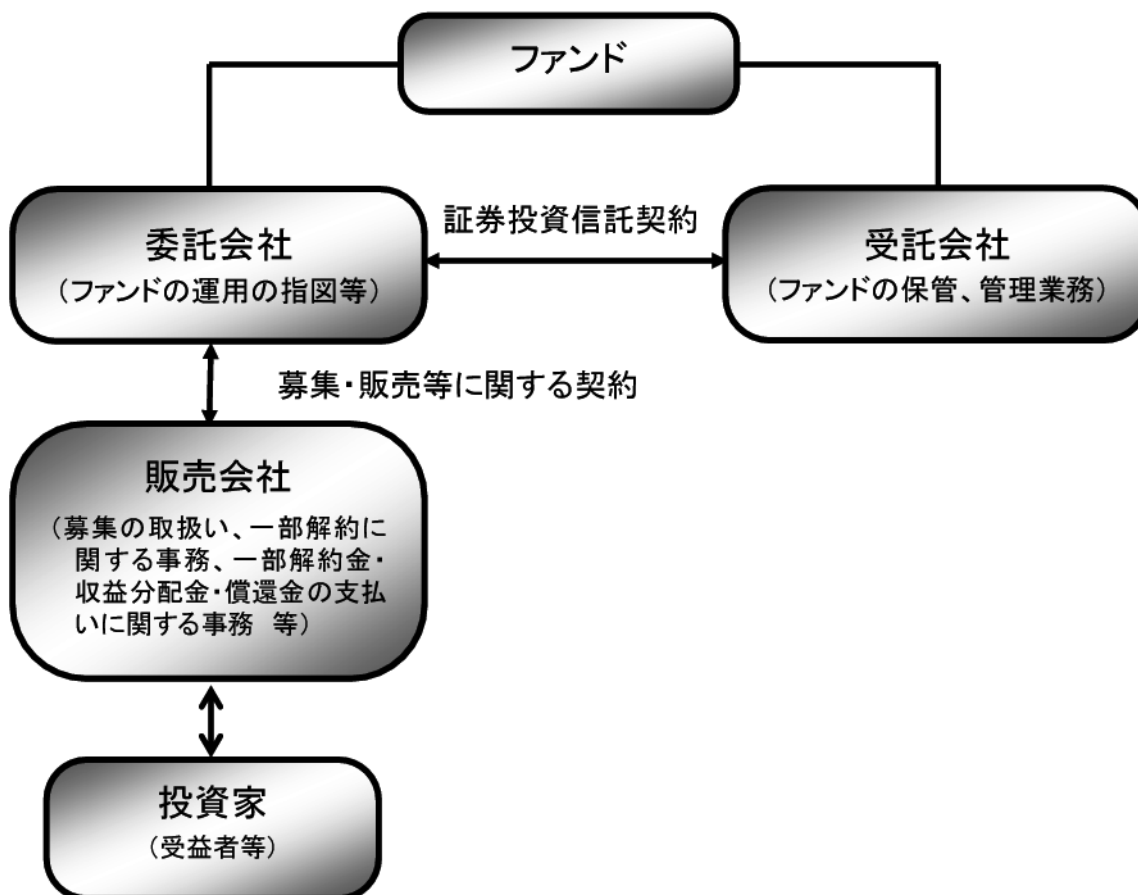 ファンド
委託会社
（ファンドの運用の指図等）
証券投資信託契約
受託会社
（ファンドの保管、管理業務）
募集・販売等に関する契約
販売会社
（募集の取扱い、一部解約に
関する事務、一部解約金・
収益分配金・償還金の支払
いに関する事務　等）
投資家
（受益者等）